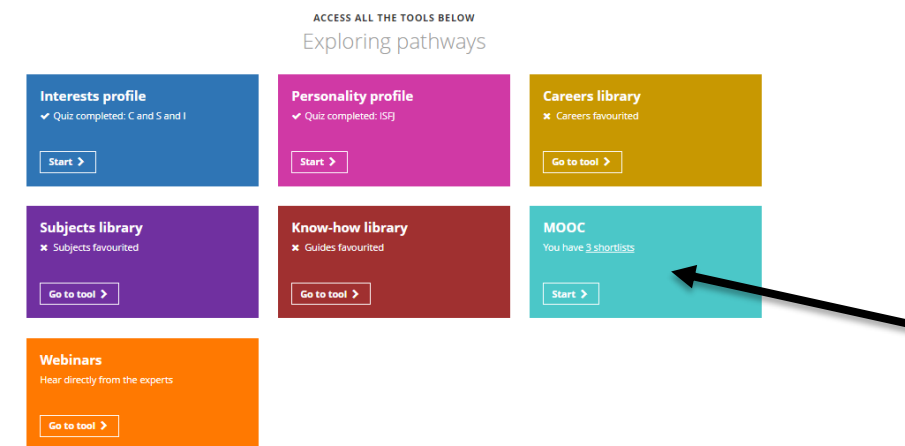 ACCESS ALL THE TOOLS BELOW
Exploring pathways
Interests profile
✔ Quiz completed: C and S and I
Start >
Personality profile
✔ Quiz completed: ISFJ
Start >
Careers library
✖ Careers favourited
Go to tool >
Subjects library
✖ Subjects favourited
Go to tool >
Know-how library
✖ Guides favourited
Go to tool >
MOOC
You have 3 shortlists
Start >
Webinars
Hear directly from the experts
Go to tool >